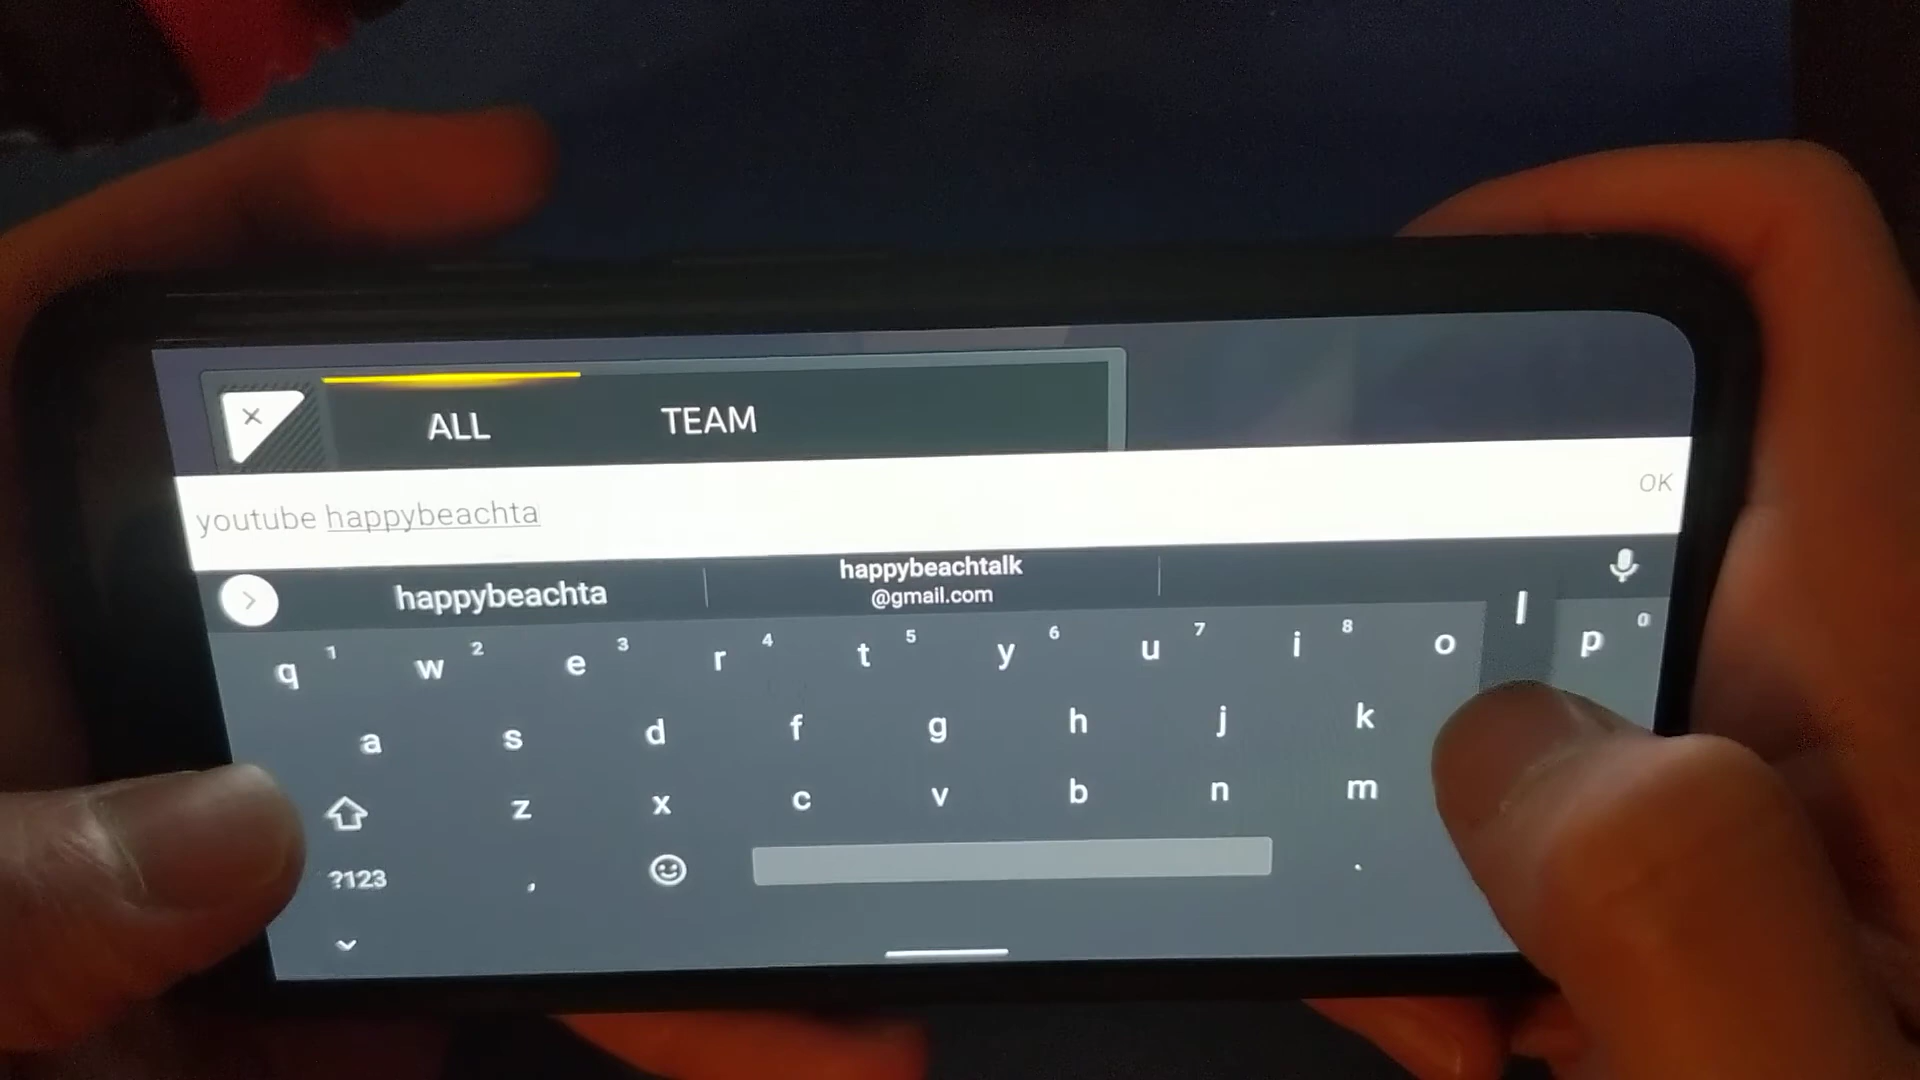 ALL TEAM
OK
youtube happybeachta
happybeachta happybeachtalk
@gmail.com
l
1 2 3 4 5 6 7 8 0
q w e r t y u i o p
a s d f g h j k
z x c v b n m
?123 , .